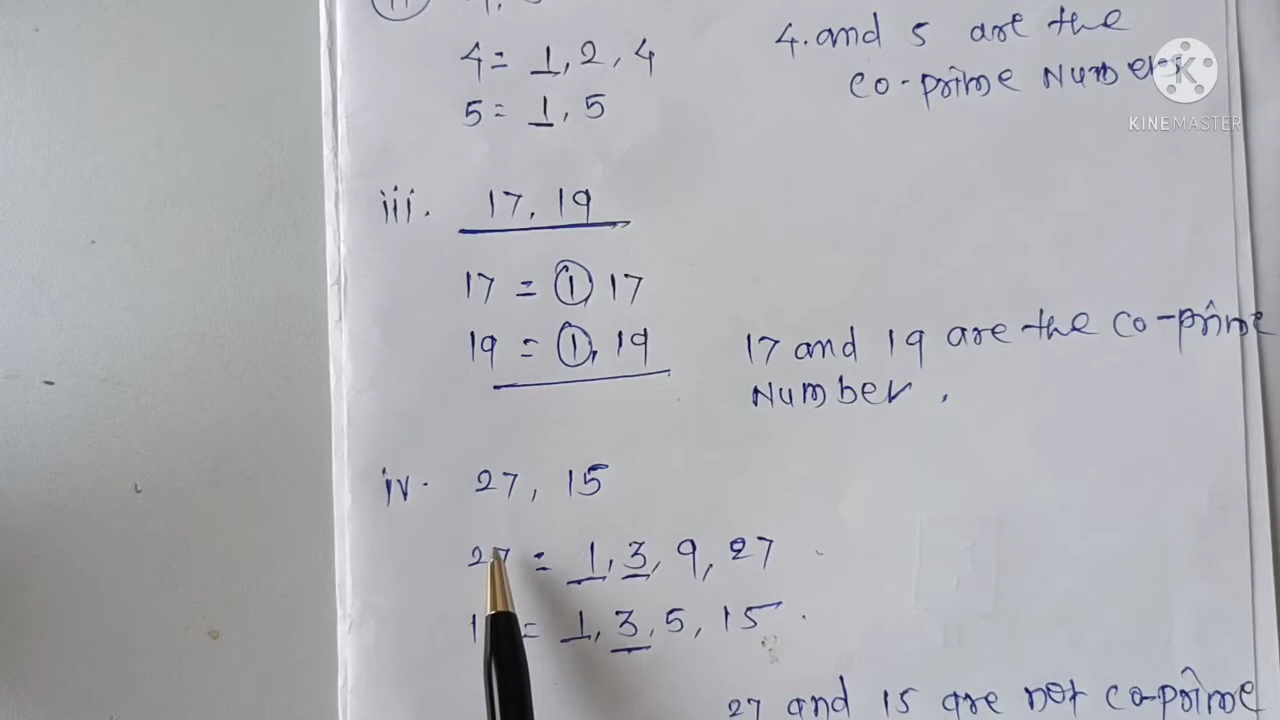 4 = 1, 2, 4
5 = 1, 5
4. and 5 are the
co-prime Numbers
KINEMASTER
iii. 17, 19
17 = 1, 17
19 = 1, 19
17 and 19 are the co-prime
Number.
iv. 27, 15
27 = 1, 3, 9, 27
= 1, 3, 5, 15
27 and 15 are not co-prime